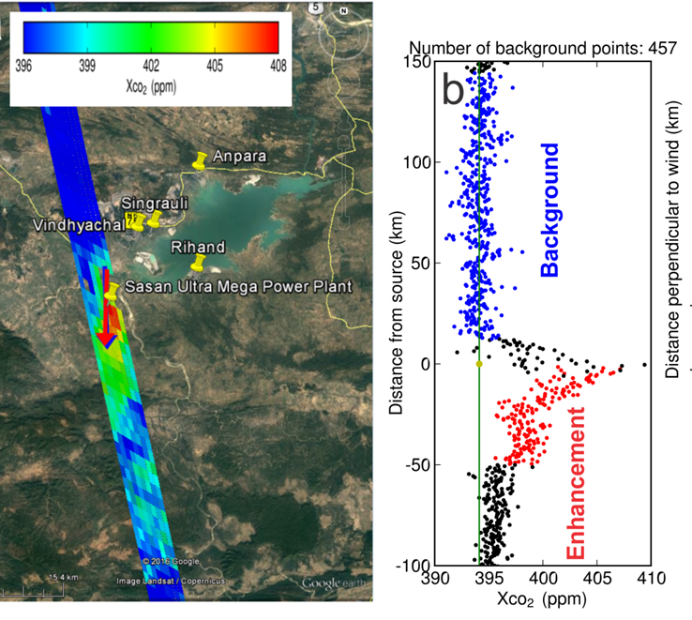 396 399 402 405 408
Xco₂ (ppm)
5
N
Anpara
Singrauli
Vindhyachal
Rihand
Sasan Ultra Mega Power Plant
© 2016 Google
Image Landsat / Copernicus
Google earth
Number of background points: 457
b
150
100
50
0
-50
-100
Distance from source (km)
Background
Enhancement
390 395 400 405 410
Xco₂ (ppm)
Distance perpendicular to wind (km)